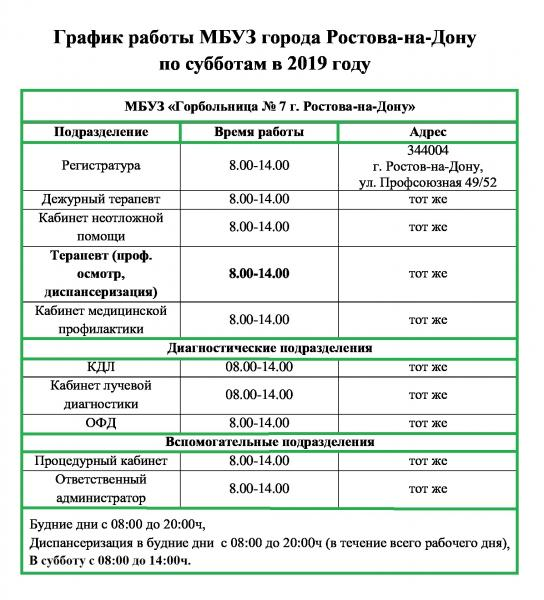 График работы МБУЗ города Ростова-на-Дону
по субботам в 2019 году
МБУЗ «Горбольница № 7 г. Ростова-на-Дону»
Подразделение Время работы Адрес
Регистратура 8.00-14.00 344004
г. Ростов-на-Дону,
ул. Профсоюзная 49/52
Дежурный терапевт 8.00-14.00 тот же
Кабинет неотложной
помощи 8.00-14.00 тот же
Терапевт (проф.
осмотр,
диспансеризация) 8.00-14.00 тот же
Кабинет медицинской
профилактики 8.00-14.00 тот же
Диагностические подразделения
КДЛ 08.00-14.00 тот же
Кабинет лучевой
диагностики 08.00-14.00 тот же
ОФД 8.00-14.00 тот же
Вспомогательные подразделения
Процедурный кабинет 8.00-14.00 тот же
Ответственный
администратор 8.00-14.00 тот же
Будние дни с 08:00 до 20:00ч,
Диспансеризация в будние дни с 08:00 до 20:00ч (в течение всего рабочего дня),
В субботу с 08:00 до 14:00ч.